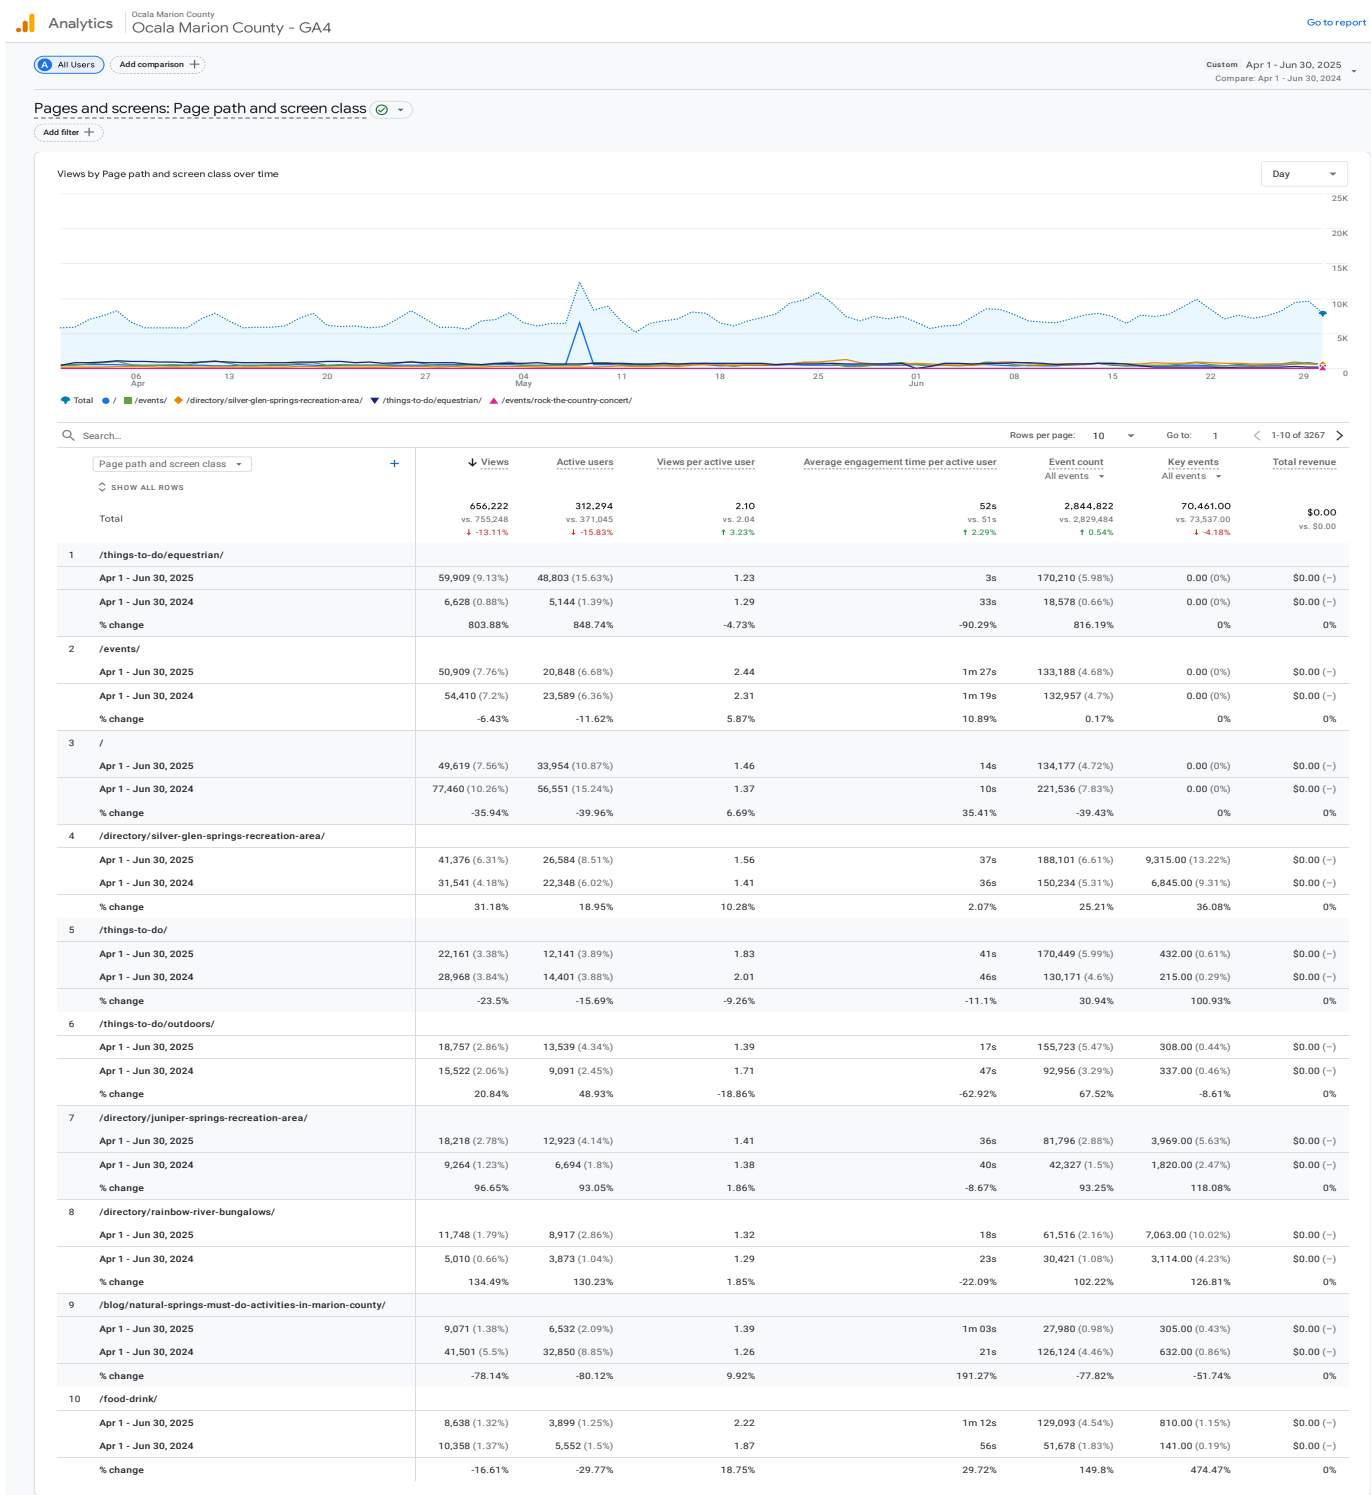 Analytics
Ocala Marion County
Ocala Marion County - GA4
Go to report
A All Users
Add comparison
Custom Apr 1 - Jun 30, 2025
Compare: Apr 1 - Jun 30, 2024
Pages and screens: Page path and screen class
Add filter
Views by Page path and screen class over time
Day
25K
20K
15K
10K
5K
0
06 Apr
13
20
27
04 May
11
18
25
01 Jun
08
15
22
29
Total / /events/ /directory/silver-glen-springs-recreation-area/ /things-to-do/equestrian/ /events/rock-the-country-concert/
Search...
Rows per page: 10 Go to: 1 1-10 of 3267
Page path and screen class
SHOW ALL ROWS
Views Active users Views per active user Average engagement time per active user Event count Key events Total revenue
All events All events
Total
656,222 312,294 2.10 52s 2,844,822 70,461.00 $0.00
vs. 755,248 vs. 371,045 vs. 2.04 vs. 51s vs. 2,829,484 vs. 73,537.00 vs. $0.00
-13.11% -15.83% 3.23% 2.29% 0.54% -4.18%
1 /things-to-do/equestrian/
Apr 1 - Jun 30, 2025 59,909 (9.13%) 48,803 (15.63%) 1.23 3s 170,210 (5.98%) 0.00 (0%) $0.00 (–)
Apr 1 - Jun 30, 2024 6,628 (0.88%) 5,144 (1.39%) 1.29 33s 18,578 (0.66%) 0.00 (0%) $0.00 (–)
% change 803.88% 848.74% -4.73% -90.29% 816.19% 0% 0%
2 /events/
Apr 1 - Jun 30, 2025 50,909 (7.76%) 20,848 (6.68%) 2.44 1m 27s 133,188 (4.68%) 0.00 (0%) $0.00 (–)
Apr 1 - Jun 30, 2024 54,410 (7.2%) 23,589 (6.36%) 2.31 1m 19s 132,957 (4.7%) 0.00 (0%) $0.00 (–)
% change -6.43% -11.62% 5.87% 10.89% 0.17% 0% 0%
3 /
Apr 1 - Jun 30, 2025 49,619 (7.56%) 33,954 (10.87%) 1.46 14s 134,177 (4.72%) 0.00 (0%) $0.00 (–)
Apr 1 - Jun 30, 2024 77,460 (10.26%) 56,551 (15.24%) 1.37 10s 221,536 (7.83%) 0.00 (0%) $0.00 (–)
% change -35.94% -39.96% 6.69% 35.41% -39.43% 0% 0%
4 /directory/silver-glen-springs-recreation-area/
Apr 1 - Jun 30, 2025 41,376 (6.31%) 26,584 (8.51%) 1.56 37s 188,101 (6.61%) 9,315.00 (13.22%) $0.00 (–)
Apr 1 - Jun 30, 2024 31,541 (4.18%) 22,348 (6.02%) 1.41 36s 150,234 (5.31%) 6,845.00 (9.31%) $0.00 (–)
% change 31.18% 18.95% 10.28% 2.07% 25.21% 36.08% 0%
5 /things-to-do/
Apr 1 - Jun 30, 2025 22,161 (3.38%) 12,141 (3.89%) 1.83 41s 170,449 (5.99%) 432.00 (0.61%) $0.00 (–)
Apr 1 - Jun 30, 2024 28,968 (3.84%) 14,401 (3.88%) 2.01 46s 130,171 (4.6%) 215.00 (0.29%) $0.00 (–)
% change -23.5% -15.69% -9.26% -11.1% 30.94% 100.93% 0%
6 /things-to-do/outdoors/
Apr 1 - Jun 30, 2025 18,757 (2.86%) 13,539 (4.34%) 1.39 17s 155,723 (5.47%) 308.00 (0.44%) $0.00 (–)
Apr 1 - Jun 30, 2024 15,522 (2.06%) 9,091 (2.45%) 1.71 47s 92,956 (3.29%) 337.00 (0.46%) $0.00 (–)
% change 20.84% 48.93% -18.86% -62.92% 67.52% -8.61% 0%
7 /directory/juniper-springs-recreation-area/
Apr 1 - Jun 30, 2025 18,218 (2.78%) 12,923 (4.14%) 1.41 36s 81,796 (2.88%) 3,969.00 (5.63%) $0.00 (–)
Apr 1 - Jun 30, 2024 9,264 (1.23%) 6,694 (1.8%) 1.38 40s 42,327 (1.5%) 1,820.00 (2.47%) $0.00 (–)
% change 96.65% 93.05% 1.86% -8.67% 93.25% 118.08% 0%
8 /directory/rainbow-river-bungalows/
Apr 1 - Jun 30, 2025 11,748 (1.79%) 8,917 (2.86%) 1.32 18s 61,516 (2.16%) 7,063.00 (10.02%) $0.00 (–)
Apr 1 - Jun 30, 2024 5,010 (0.66%) 3,873 (1.04%) 1.29 23s 30,421 (1.08%) 3,114.00 (4.23%) $0.00 (–)
% change 134.49% 130.23% 1.85% -22.09% 102.22% 126.81% 0%
9 /blog/natural-springs-must-do-activities-in-marion-county/
Apr 1 - Jun 30, 2025 9,071 (1.38%) 6,532 (2.09%) 1.39 1m 03s 27,980 (0.98%) 305.00 (0.43%) $0.00 (–)
Apr 1 - Jun 30, 2024 41,501 (5.5%) 32,850 (8.85%) 1.26 21s 126,124 (4.46%) 632.00 (0.86%) $0.00 (–)
% change -78.14% -80.12% 9.92% 191.27% -77.82% -51.74% 0%
10 /food-drink/
Apr 1 - Jun 30, 2025 8,638 (1.32%) 3,899 (1.25%) 2.22 1m 12s 129,093 (4.54%) 810.00 (1.15%) $0.00 (–)
Apr 1 - Jun 30, 2024 10,358 (1.37%) 5,552 (1.5%) 1.87 56s 51,678 (1.83%) 141.00 (0.19%) $0.00 (–)
% change -16.61% -29.77% 18.75% 29.72% 149.8% 474.47% 0%